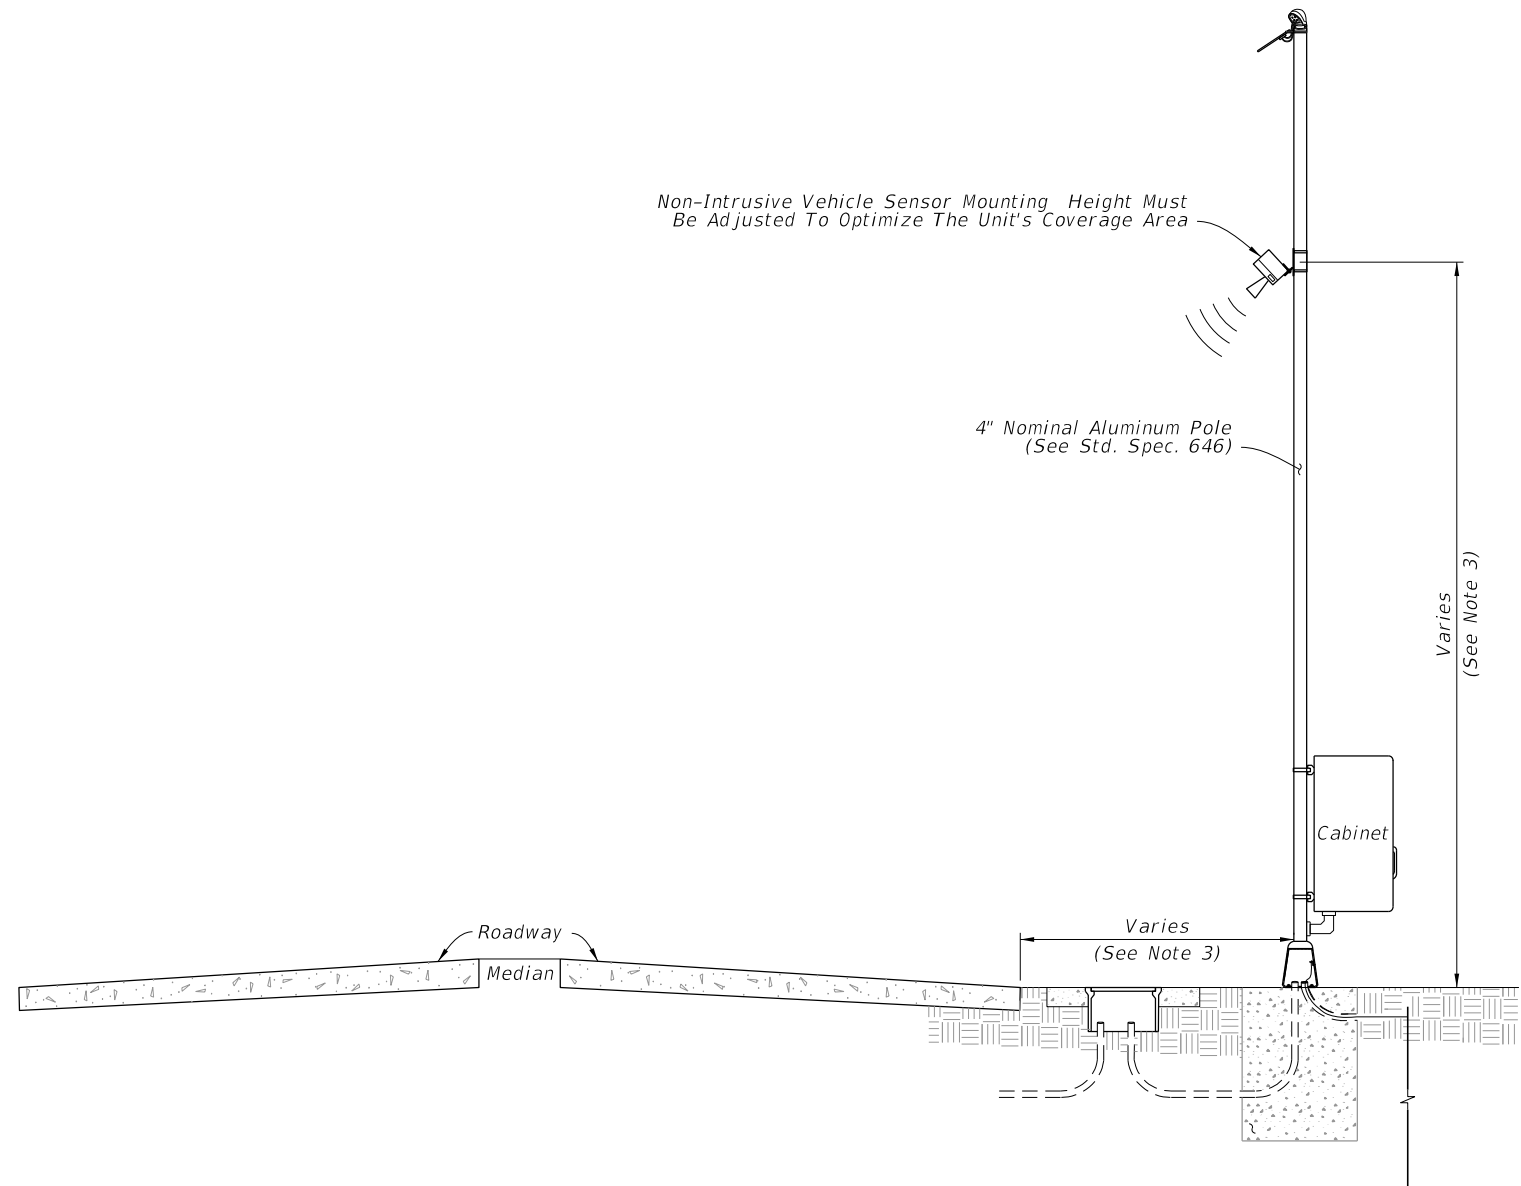 Non-Intrusive Vehicle Sensor Mounting Height Must
Be Adjusted To Optimize The Unit's Coverage Area
4" Nominal Aluminum Pole
(See Std. Spec. 646)
Varies
(See Note 3)
Cabinet
Varies
(See Note 3)
Roadway
Median